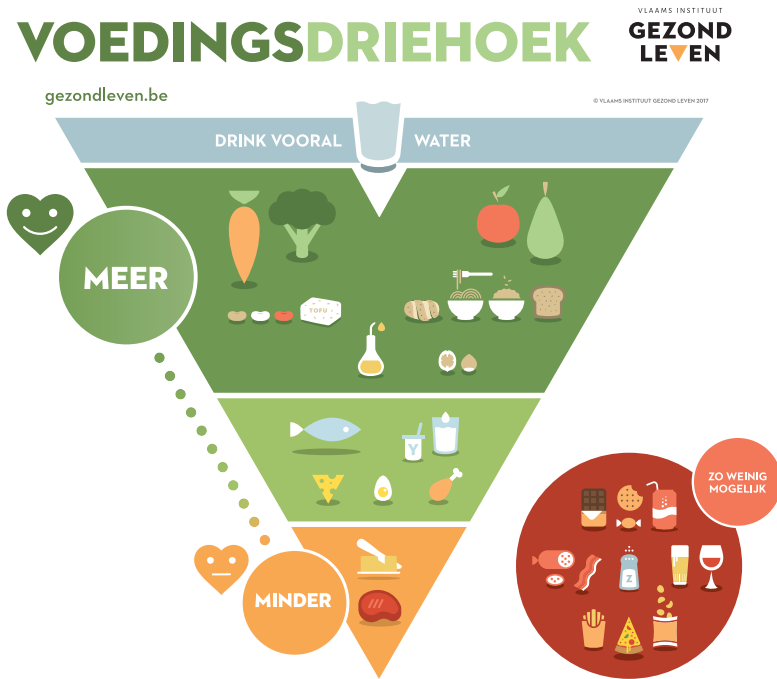 VLAAMS INSTITUUT
VOEDINGSDRIEHOEK
GEZOND
LEVEN
gezondleven.be
© VLAAMS INSTITUUT GEZOND LEVEN 2017
DRINK VOORAL WATER
MEER
TOFU
Y
ZO WEINIG
MOGELIJK
Z
MINDER